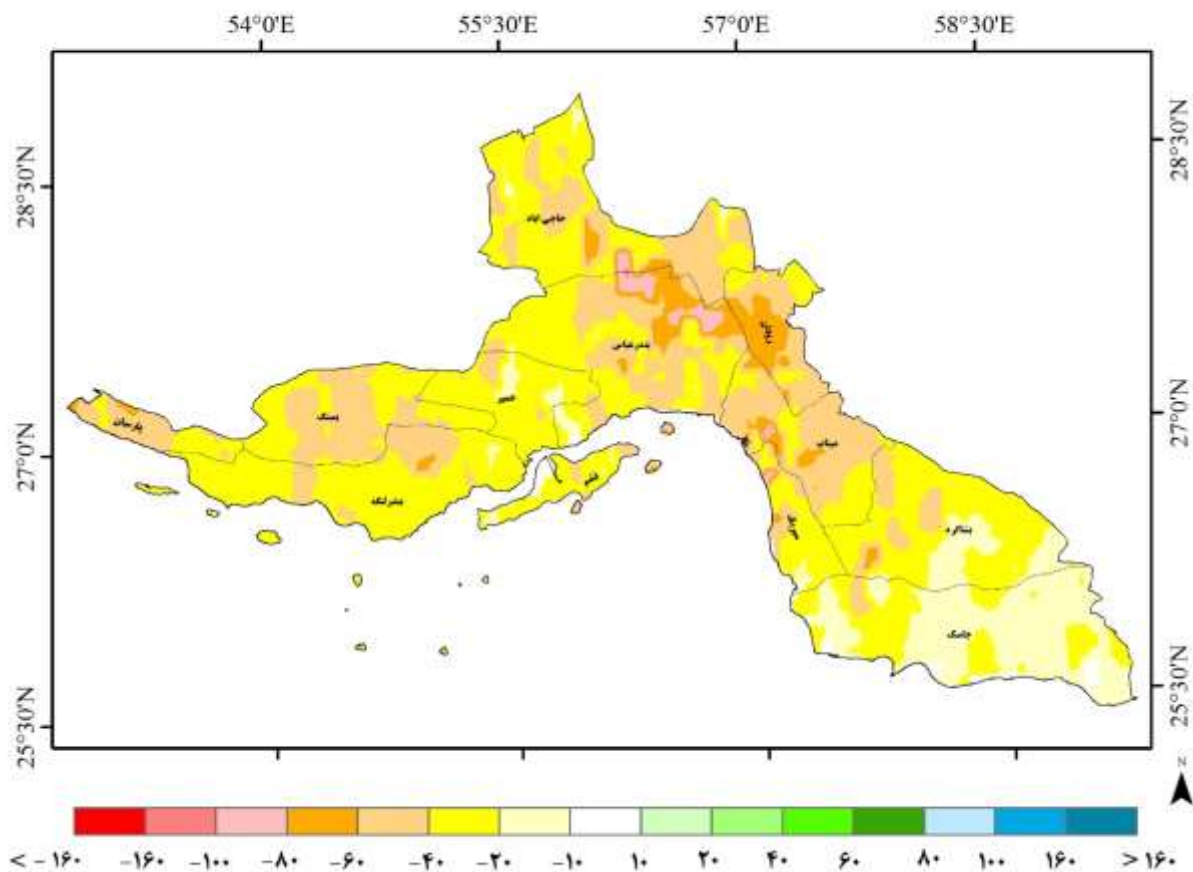 54°0'E 55°30'E 57°0'E 58°30'E
28°30'N 28°30'N
حاجی آباد
بندرعباس
پارسیان
بستک
خمیر
27°0'N 27°0'N
میناب
بندرلنگه
قشم
بشاگرد
جاسک
25°30'N 25°30'N
N
< -۱۶۰ -۱۶۰ -۱۰۰ -۸۰ -۶۰ -۴۰ -۲۰ -۱۰ ۱۰ ۲۰ ۴۰ ۶۰ ۸۰ ۱۰۰ ۱۶۰ > ۱۶۰